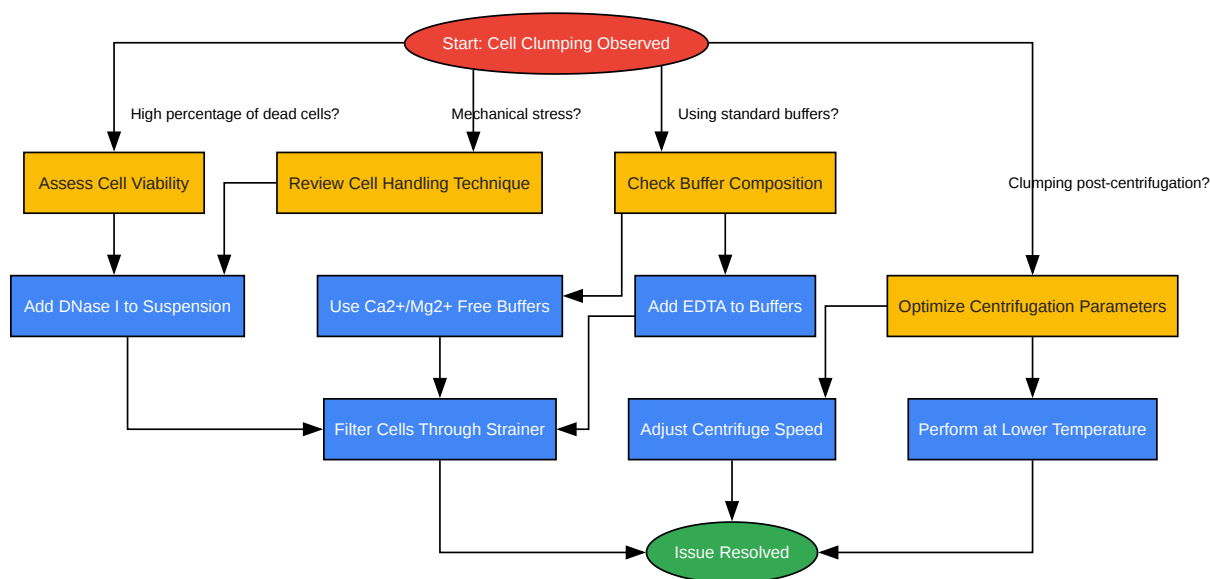 Start: Cell Clumping Observed
High percentage of dead cells?
Mechanical stress?
Using standard buffers?
Assess Cell Viability
Review Cell Handling Technique
Check Buffer Composition
Clumping post-centrifugation?
Add DNase I to Suspension
Use Ca2+/Mg2+ Free Buffers
Add EDTA to Buffers
Optimize Centrifugation Parameters
Filter Cells Through Strainer
Adjust Centrifuge Speed
Perform at Lower Temperature
Issue Resolved